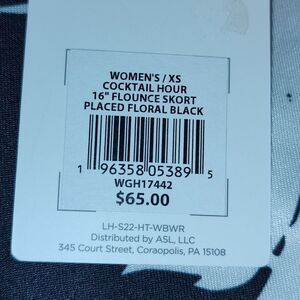 WOMEN'S / XS
COCKTAIL HOUR
16" FLOUNCE SKORT
PLACED FLORAL BLACK
1 96358 05389 5
WGH17442
$65.00
LH-S22-HT-WBWR
Distributed by ASL, LLC
345 Court Street, Coraopolis, PA 15108